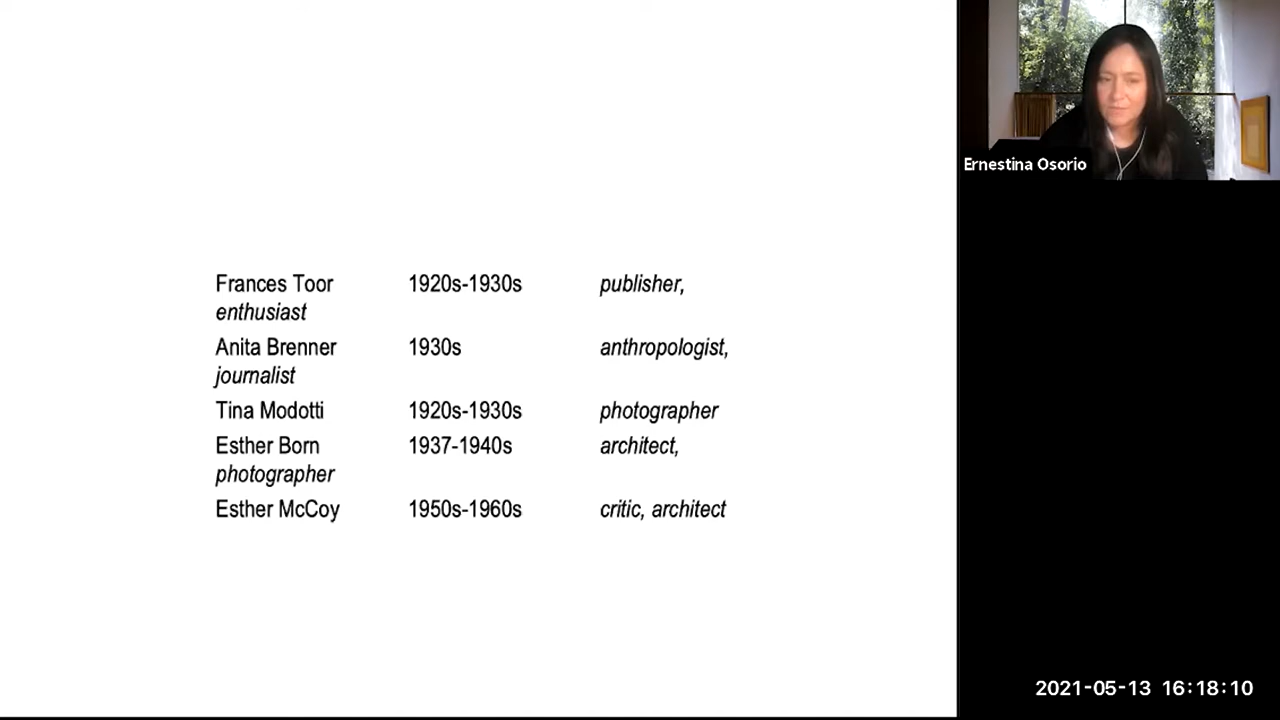 Frances Toor 1920s-1930s publisher,
enthusiast
Anita Brenner 1930s anthropologist,
journalist
Tina Modotti 1920s-1930s photographer
Esther Born 1937-1940s architect,
photographer
Esther McCoy 1950s-1960s critic, architect
Ernestina Osorio
2021-05-13 16:18:10